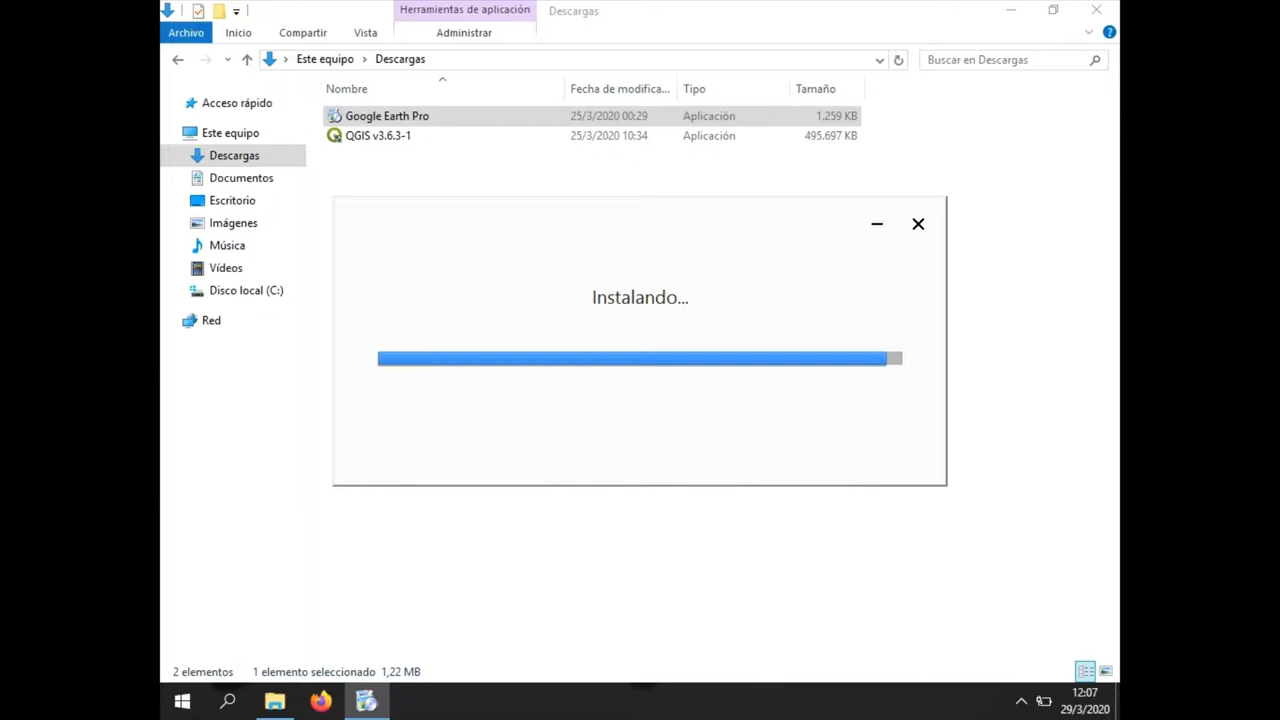 Herramientas de aplicación
Descargas
Archivo
Inicio
Compartir
Vista
Administrar
Este equipo
Descargas
Buscar en Descargas
Nombre
Fecha de modifica...
Tipo
Tamaño
Google Earth Pro
25/3/2020 00:29
Aplicación
1.259 KB
QGIS v3.6.3-1
25/3/2020 10:34
Aplicación
495.697 KB
Acceso rápido
Este equipo
Descargas
Documentos
Escritorio
Imágenes
Música
Vídeos
Disco local (C:)
Red
Instalando...
2 elementos
1 elemento seleccionado 1,22 MB
12:07
29/3/2020